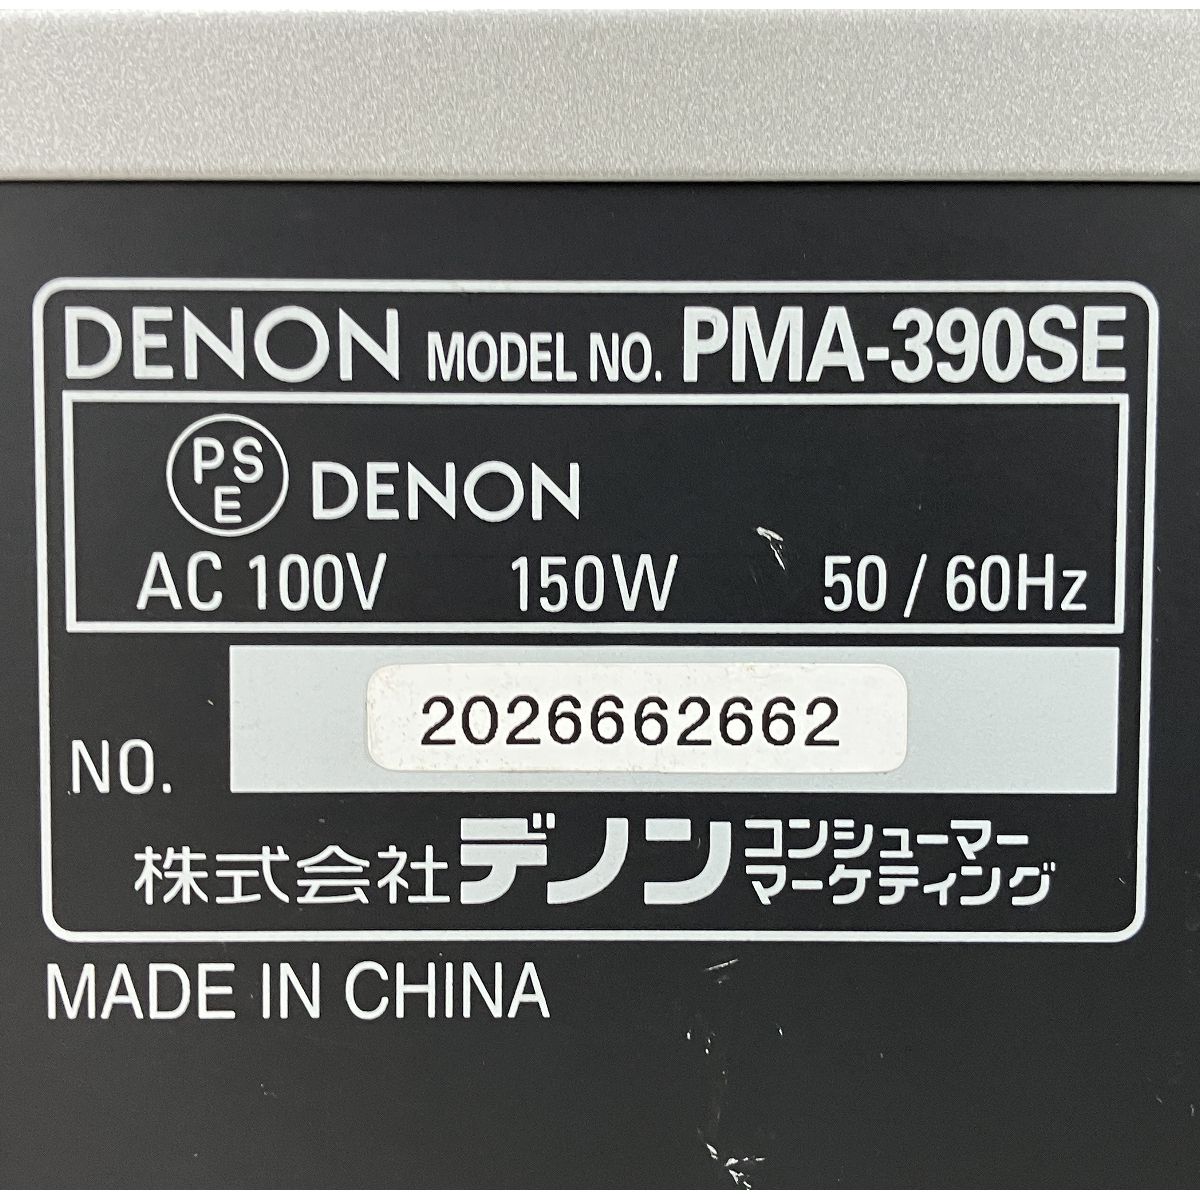 DENON MODEL NO. PMA-390SE
PSE DENON
AC 100V 150W 50 / 60Hz
NO. 2026662662
株式会社デノン コンシューマー
マーケティング
MADE IN CHINA